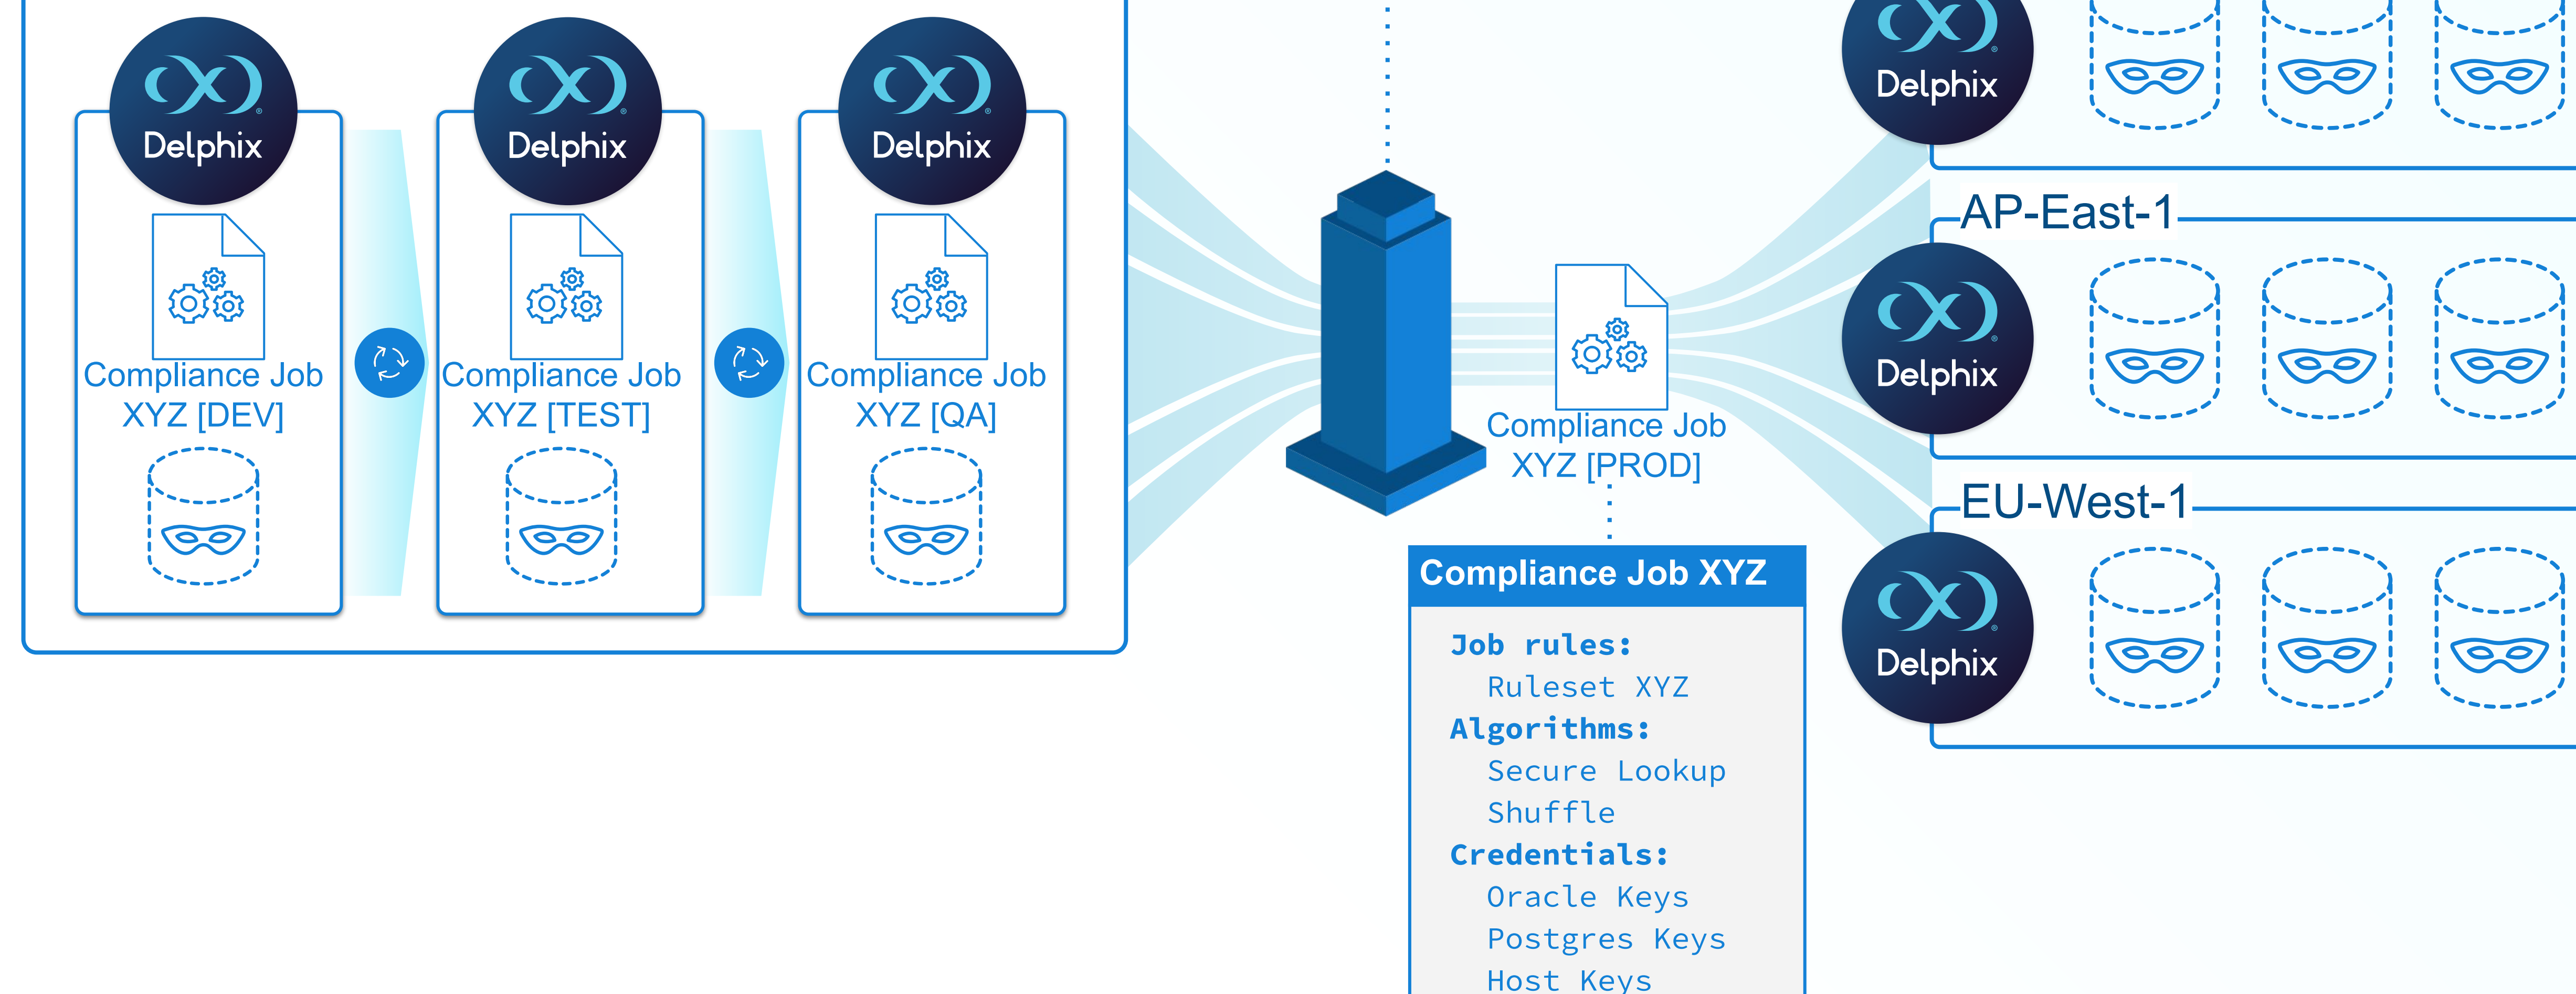 Delphix
Compliance Job
XYZ [DEV]
Delphix
Compliance Job
XYZ [TEST]
Delphix
Compliance Job
XYZ [QA]
Compliance Job
XYZ [PROD]
Compliance Job XYZ
Job rules:
Ruleset XYZ
Algorithms:
Secure Lookup
Shuffle
Credentials:
Oracle Keys
Postgres Keys
Host Keys
Delphix
AP-East-1
Delphix
EU-West-1
Delphix